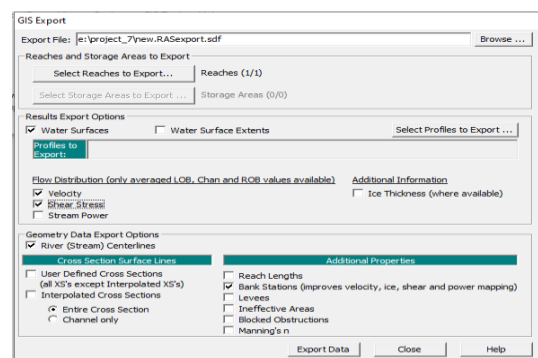 GIS Export
Export File: e:\project_7\new.RASexport.sdf Browse ...
Reaches and Storage Areas to Export
Select Reaches to Export... Reaches (1/1)
Select Storage Areas to Export ... Storage Areas (0/0)
Results Export Options
Water Surfaces Water Surface Extents Select Profiles to Export ...
Profiles to
Export:
Flow Distribution (only averaged LOB, Chan and ROB values available) Additional Information
Velocity Ice Thickness (where available)
Shear Stress
Stream Power
Geometry Data Export Options
River (Stream) Centerlines
Cross Section Surface Lines Additional Properties
User Defined Cross Sections Reach Lengths
(all XS's except Interpolated XS's) Bank Stations (improves velocity, ice, shear and power mapping)
Interpolated Cross Sections Levees
Entire Cross Section Ineffective Areas
Channel only Blocked Obstructions
Manning's n
Export Data Close Help